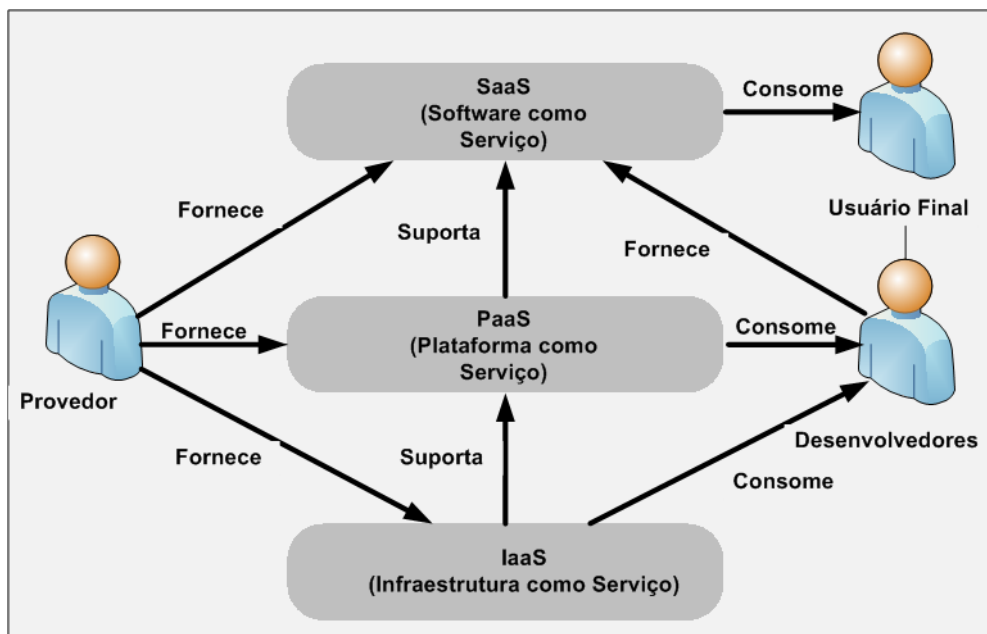 SaaS
(Software como
Serviço)
Consome
Usuário Final
Fornece
Suporta
Fornece
Provedor
Fornece
PaaS
(Plataforma como
Serviço)
Consome
Desenvolvedores
Fornece
Suporta
Consome
IaaS
(Infraestrutura como Serviço)